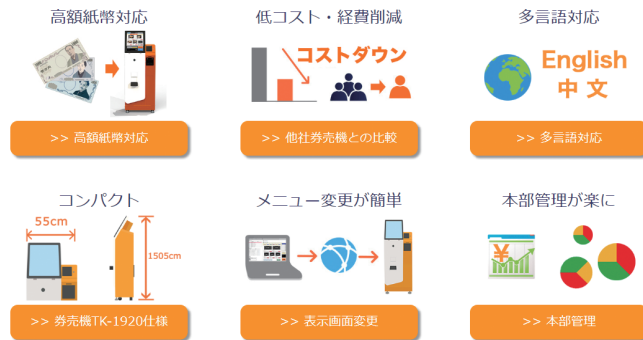 高額紙幣対応
低コスト・経費削減
多言語対応
コストダウン
English
中文
>> 高額紙幣対応
>> 他社券売機との比較
>> 多言語対応
コンパクト
メニュー変更が簡単
本部管理が楽に
55cm
1505cm
¥
>> 券売機TK-1920仕様
>> 表示画面変更
>> 本部管理